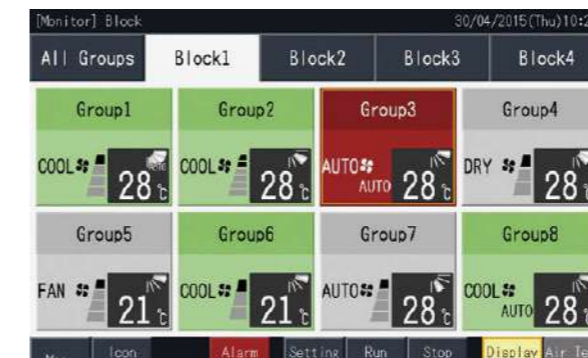 [Monitor] Block 30/04/2015(Thu)10:2
All Groups Block1 Block2 Block3 Block4
Group1 Group2 Group3 Group4
COOL 28℃ COOL 28℃ AUTO AUTO 28℃ DRY 28℃
Group5 Group6 Group7 Group8
FAN 21℃ COOL 21℃ AUTO 28℃ COOL AUTO 28℃
Icon Alarm Setting Run Stop Display Air